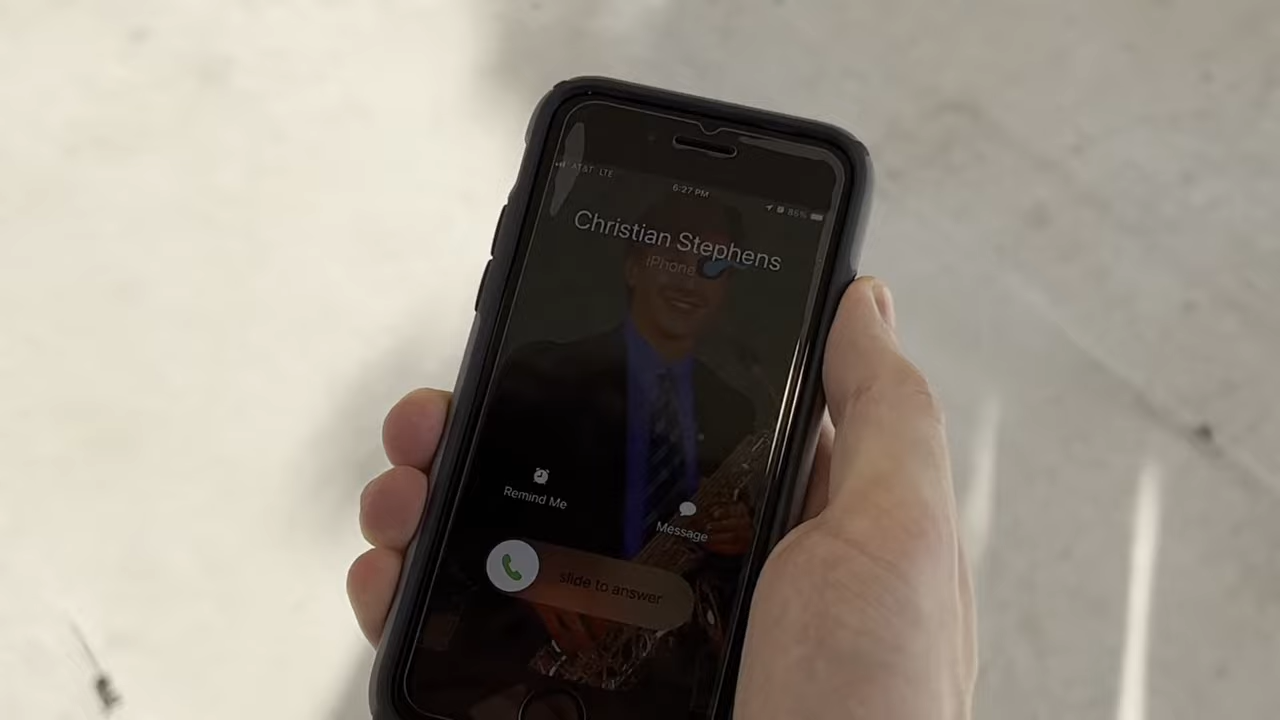 AT&T LTE
6:27 PM
85%
Christian Stephens
iPhone
Remind Me
Message
slide to answer